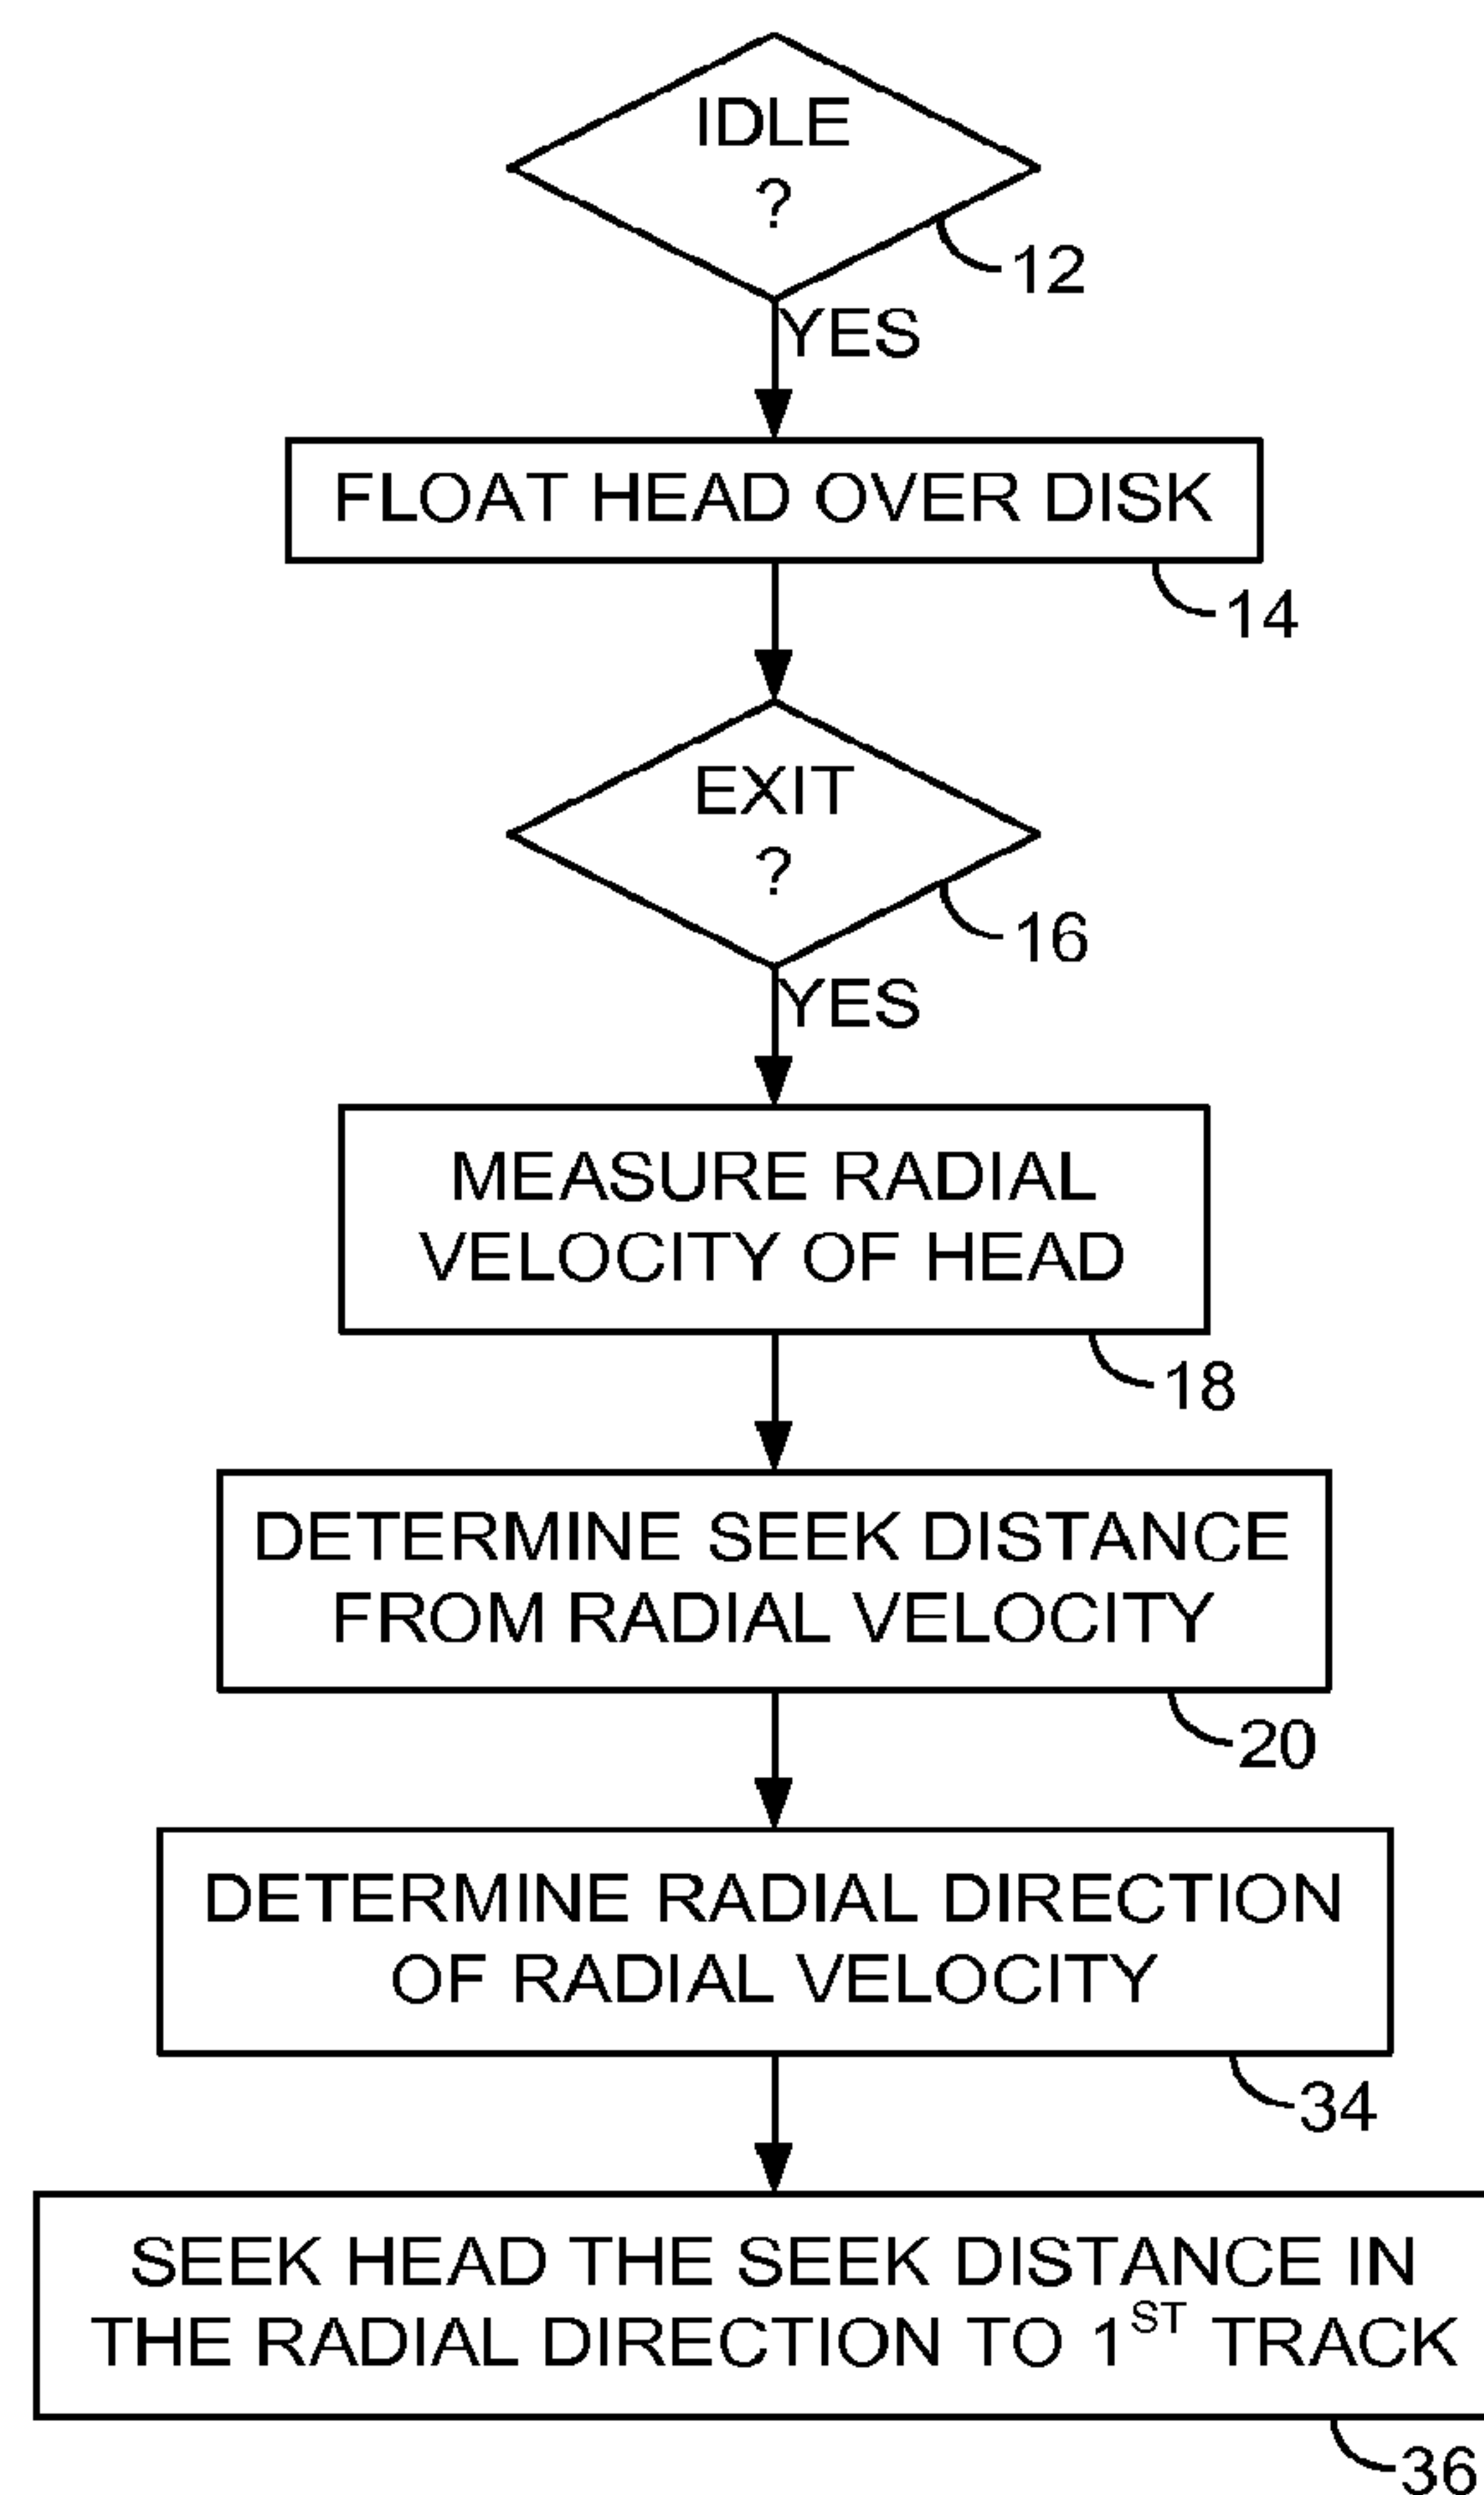 IDLE
?
12
YES
FLOAT HEAD OVER DISK
14
EXIT
?
16
YES
MEASURE RADIAL
VELOCITY OF HEAD
18
DETERMINE SEEK DISTANCE
FROM RADIAL VELOCITY
20
DETERMINE RADIAL DIRECTION
OF RADIAL VELOCITY
34
SEEK HEAD THE SEEK DISTANCE IN
THE RADIAL DIRECTION TO 1ST TRACK
36